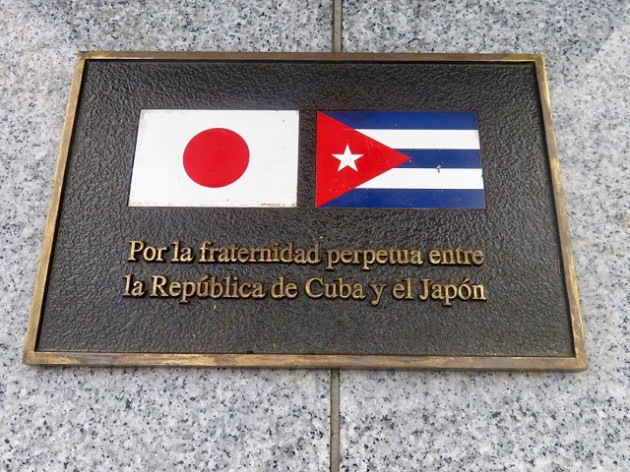 Por la fraternidad perpetua entre
la República de Cuba y el Japón